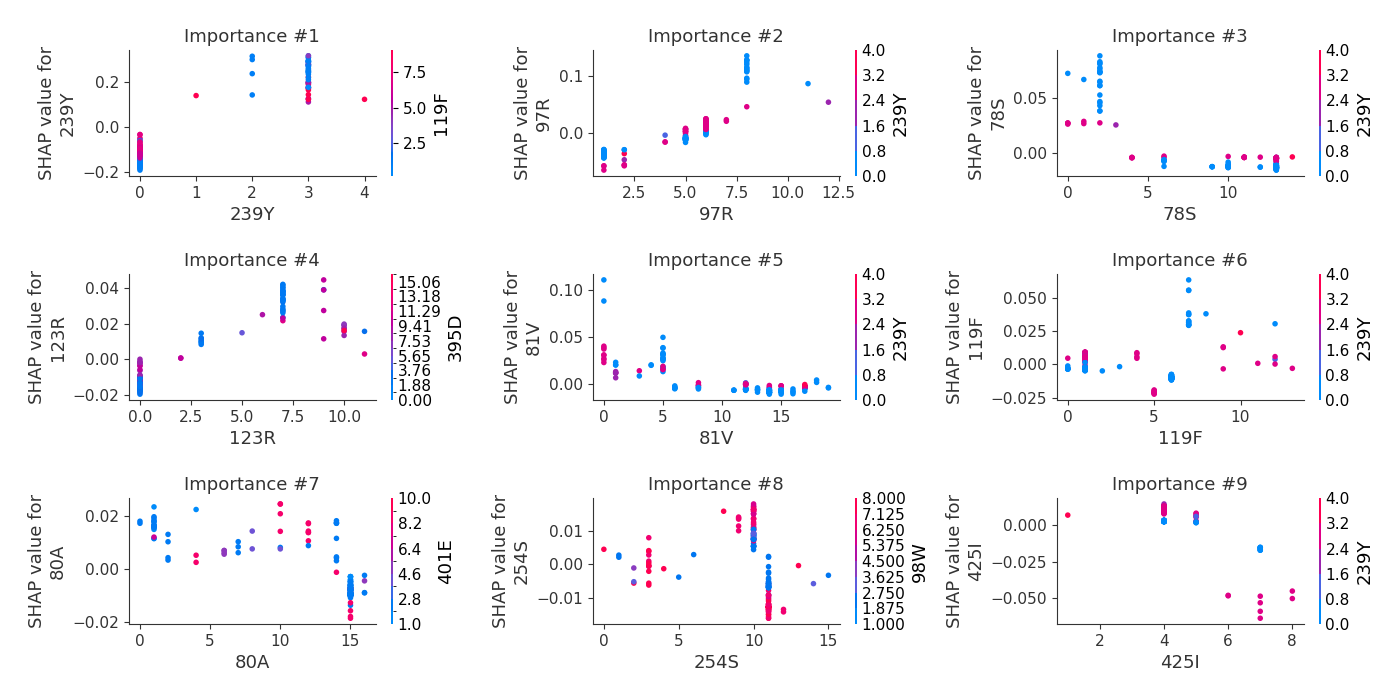 Importance #1
SHAP value for
239Y
0.2
0.0
−0.2
0
1
2
3
4
239Y
7.5
5.0
2.5
119F
Importance #2
SHAP value for
97R
0.1
0.0
2.5
5.0
7.5
10.0
12.5
97R
4.0
3.2
2.4
1.6
0.8
0.0
239Y
Importance #3
SHAP value for
78S
0.05
0.00
0
5
10
78S
4.0
3.2
2.4
1.6
0.8
0.0
239Y
Importance #4
SHAP value for
123R
0.04
0.02
0.00
−0.02
0.0
2.5
5.0
7.5
10.0
123R
15.06
13.18
11.29
9.41
7.53
5.65
3.76
1.88
0.00
395D
Importance #5
SHAP value for
81V
0.10
0.05
0.00
0
5
10
15
81V
4.0
3.2
2.4
1.6
0.8
0.0
239Y
Importance #6
SHAP value for
119F
0.050
0.025
0.000
−0.025
0
5
10
119F
4.0
3.2
2.4
1.6
0.8
0.0
239Y
Importance #7
SHAP value for
80A
0.02
0.00
−0.02
0
5
10
15
80A
10.0
8.2
6.4
4.6
2.8
1.0
401E
Importance #8
SHAP value for
254S
0.01
0.00
−0.01
0
5
10
15
254S
8.000
7.125
6.250
5.375
4.500
3.625
2.750
1.875
1.000
98W
Importance #9
SHAP value for
425I
0.000
−0.025
−0.050
2
4
6
8
425I
4.0
3.2
2.4
1.6
0.8
0.0
239Y